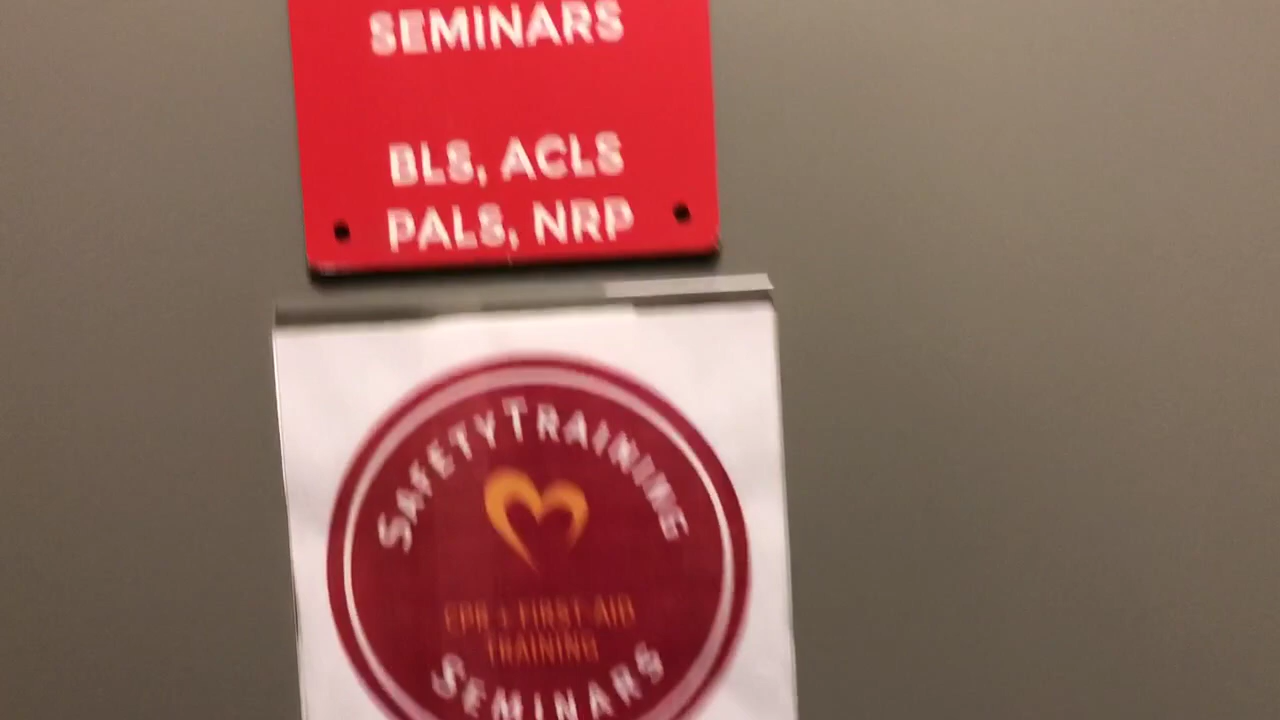 SEMINARS
BLS, ACLS
PALS, NRP
SAFETYTRAINING
CPR + FIRST AID
TRAINING
SEMINARS